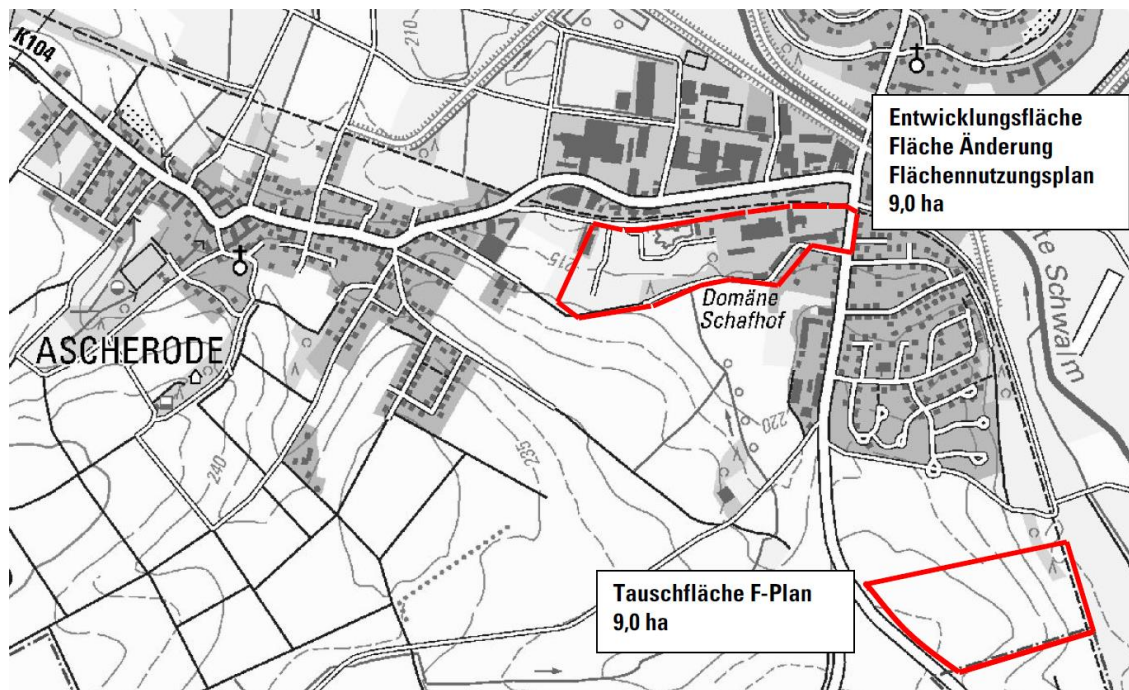 K104
210
Entwicklungsfläche
Fläche Änderung
Flächennutzungsplan
9,0 ha
215
Domäne
Schafhof
te Schwalm
ASCHERODE
220
235
240
Tauschfläche F-Plan
9,0 ha